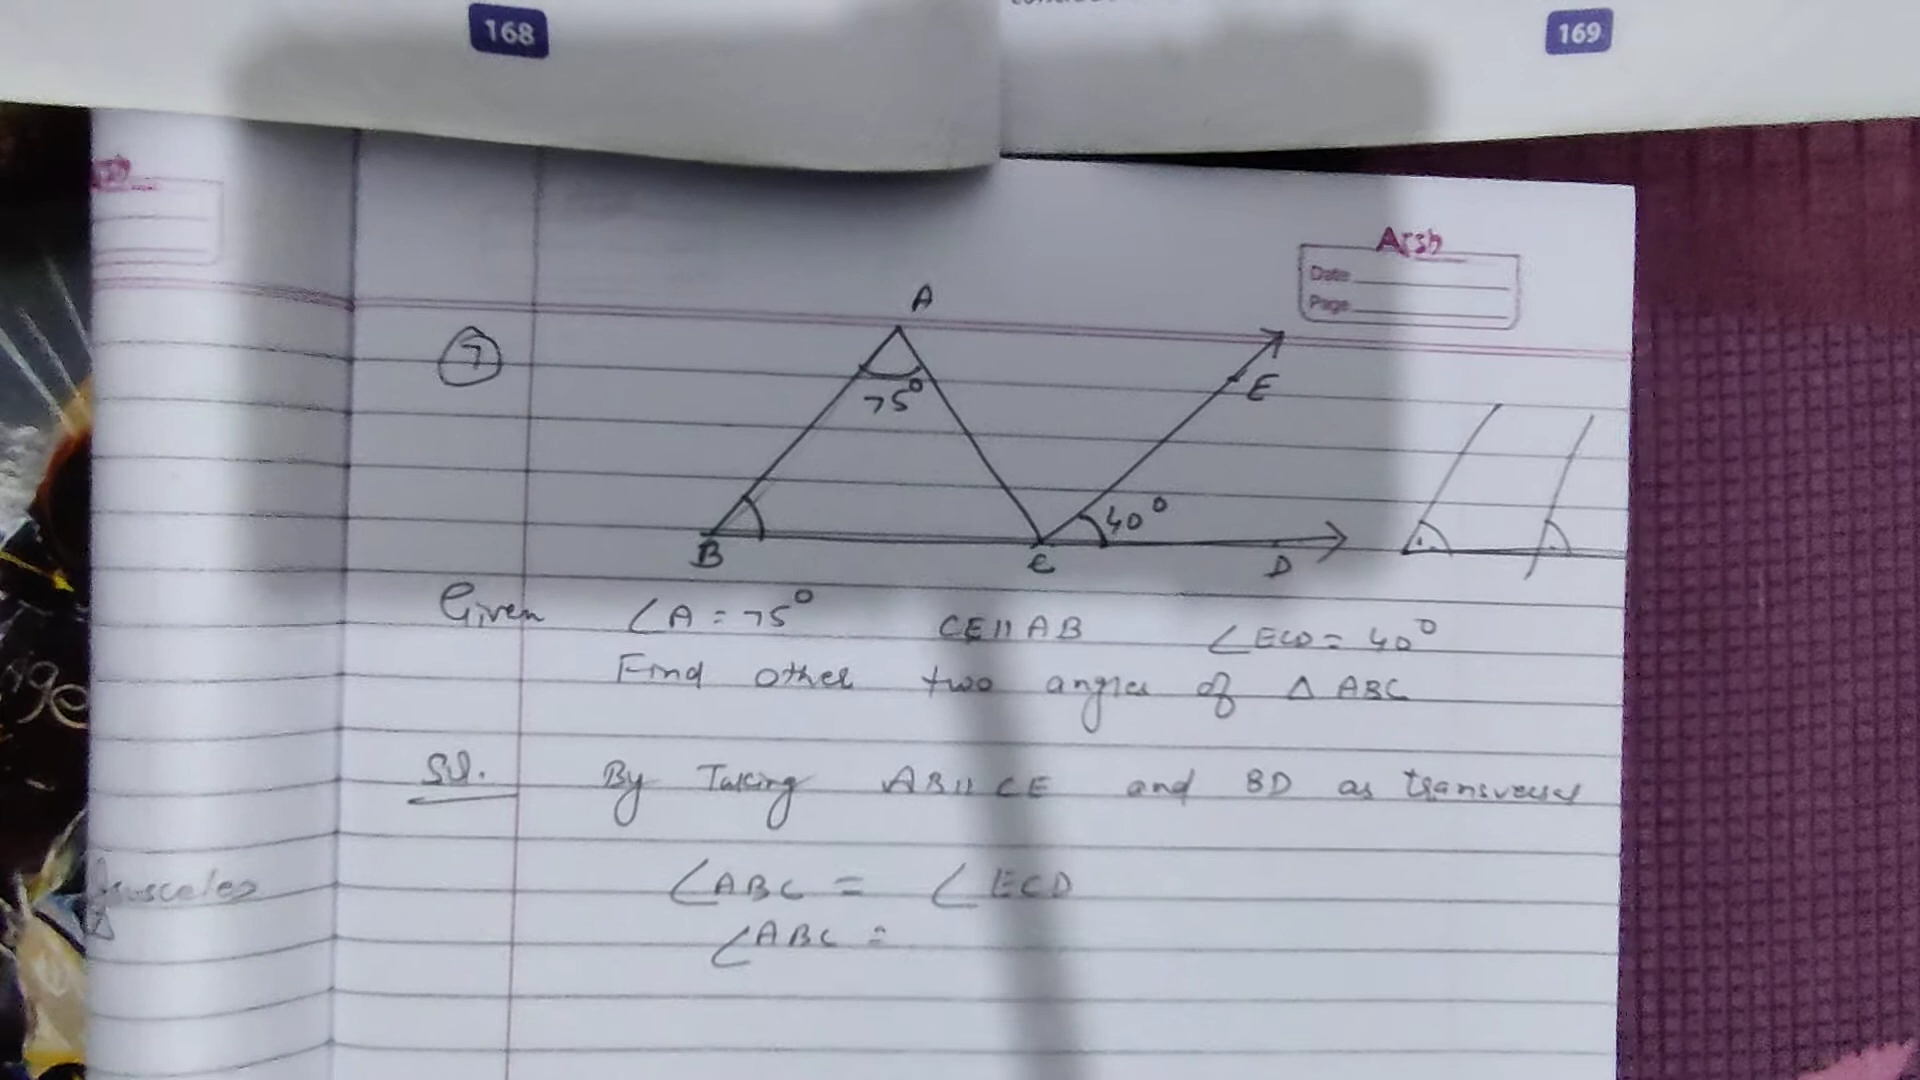 168
169
Arsh
Date
Page
7
A
75°
E
40°
B
C
D
Given ∠A = 75° CE || AB ∠ECD = 40°
Find other two angles of △ ABC
Sol. By Taking AB || CE and BD as transversal
∠ABC = ∠ECD
∠ABC =